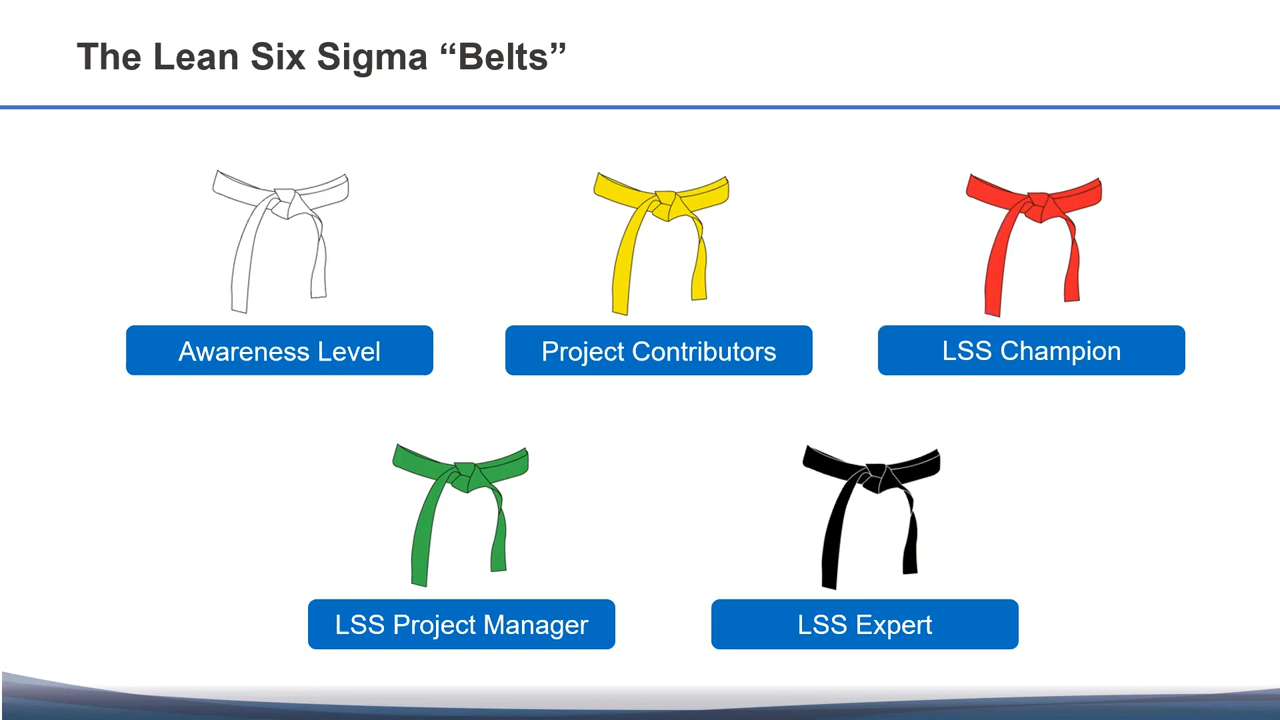 The Lean Six Sigma “Belts”
Awareness Level
Project Contributors
LSS Champion
LSS Project Manager
LSS Expert